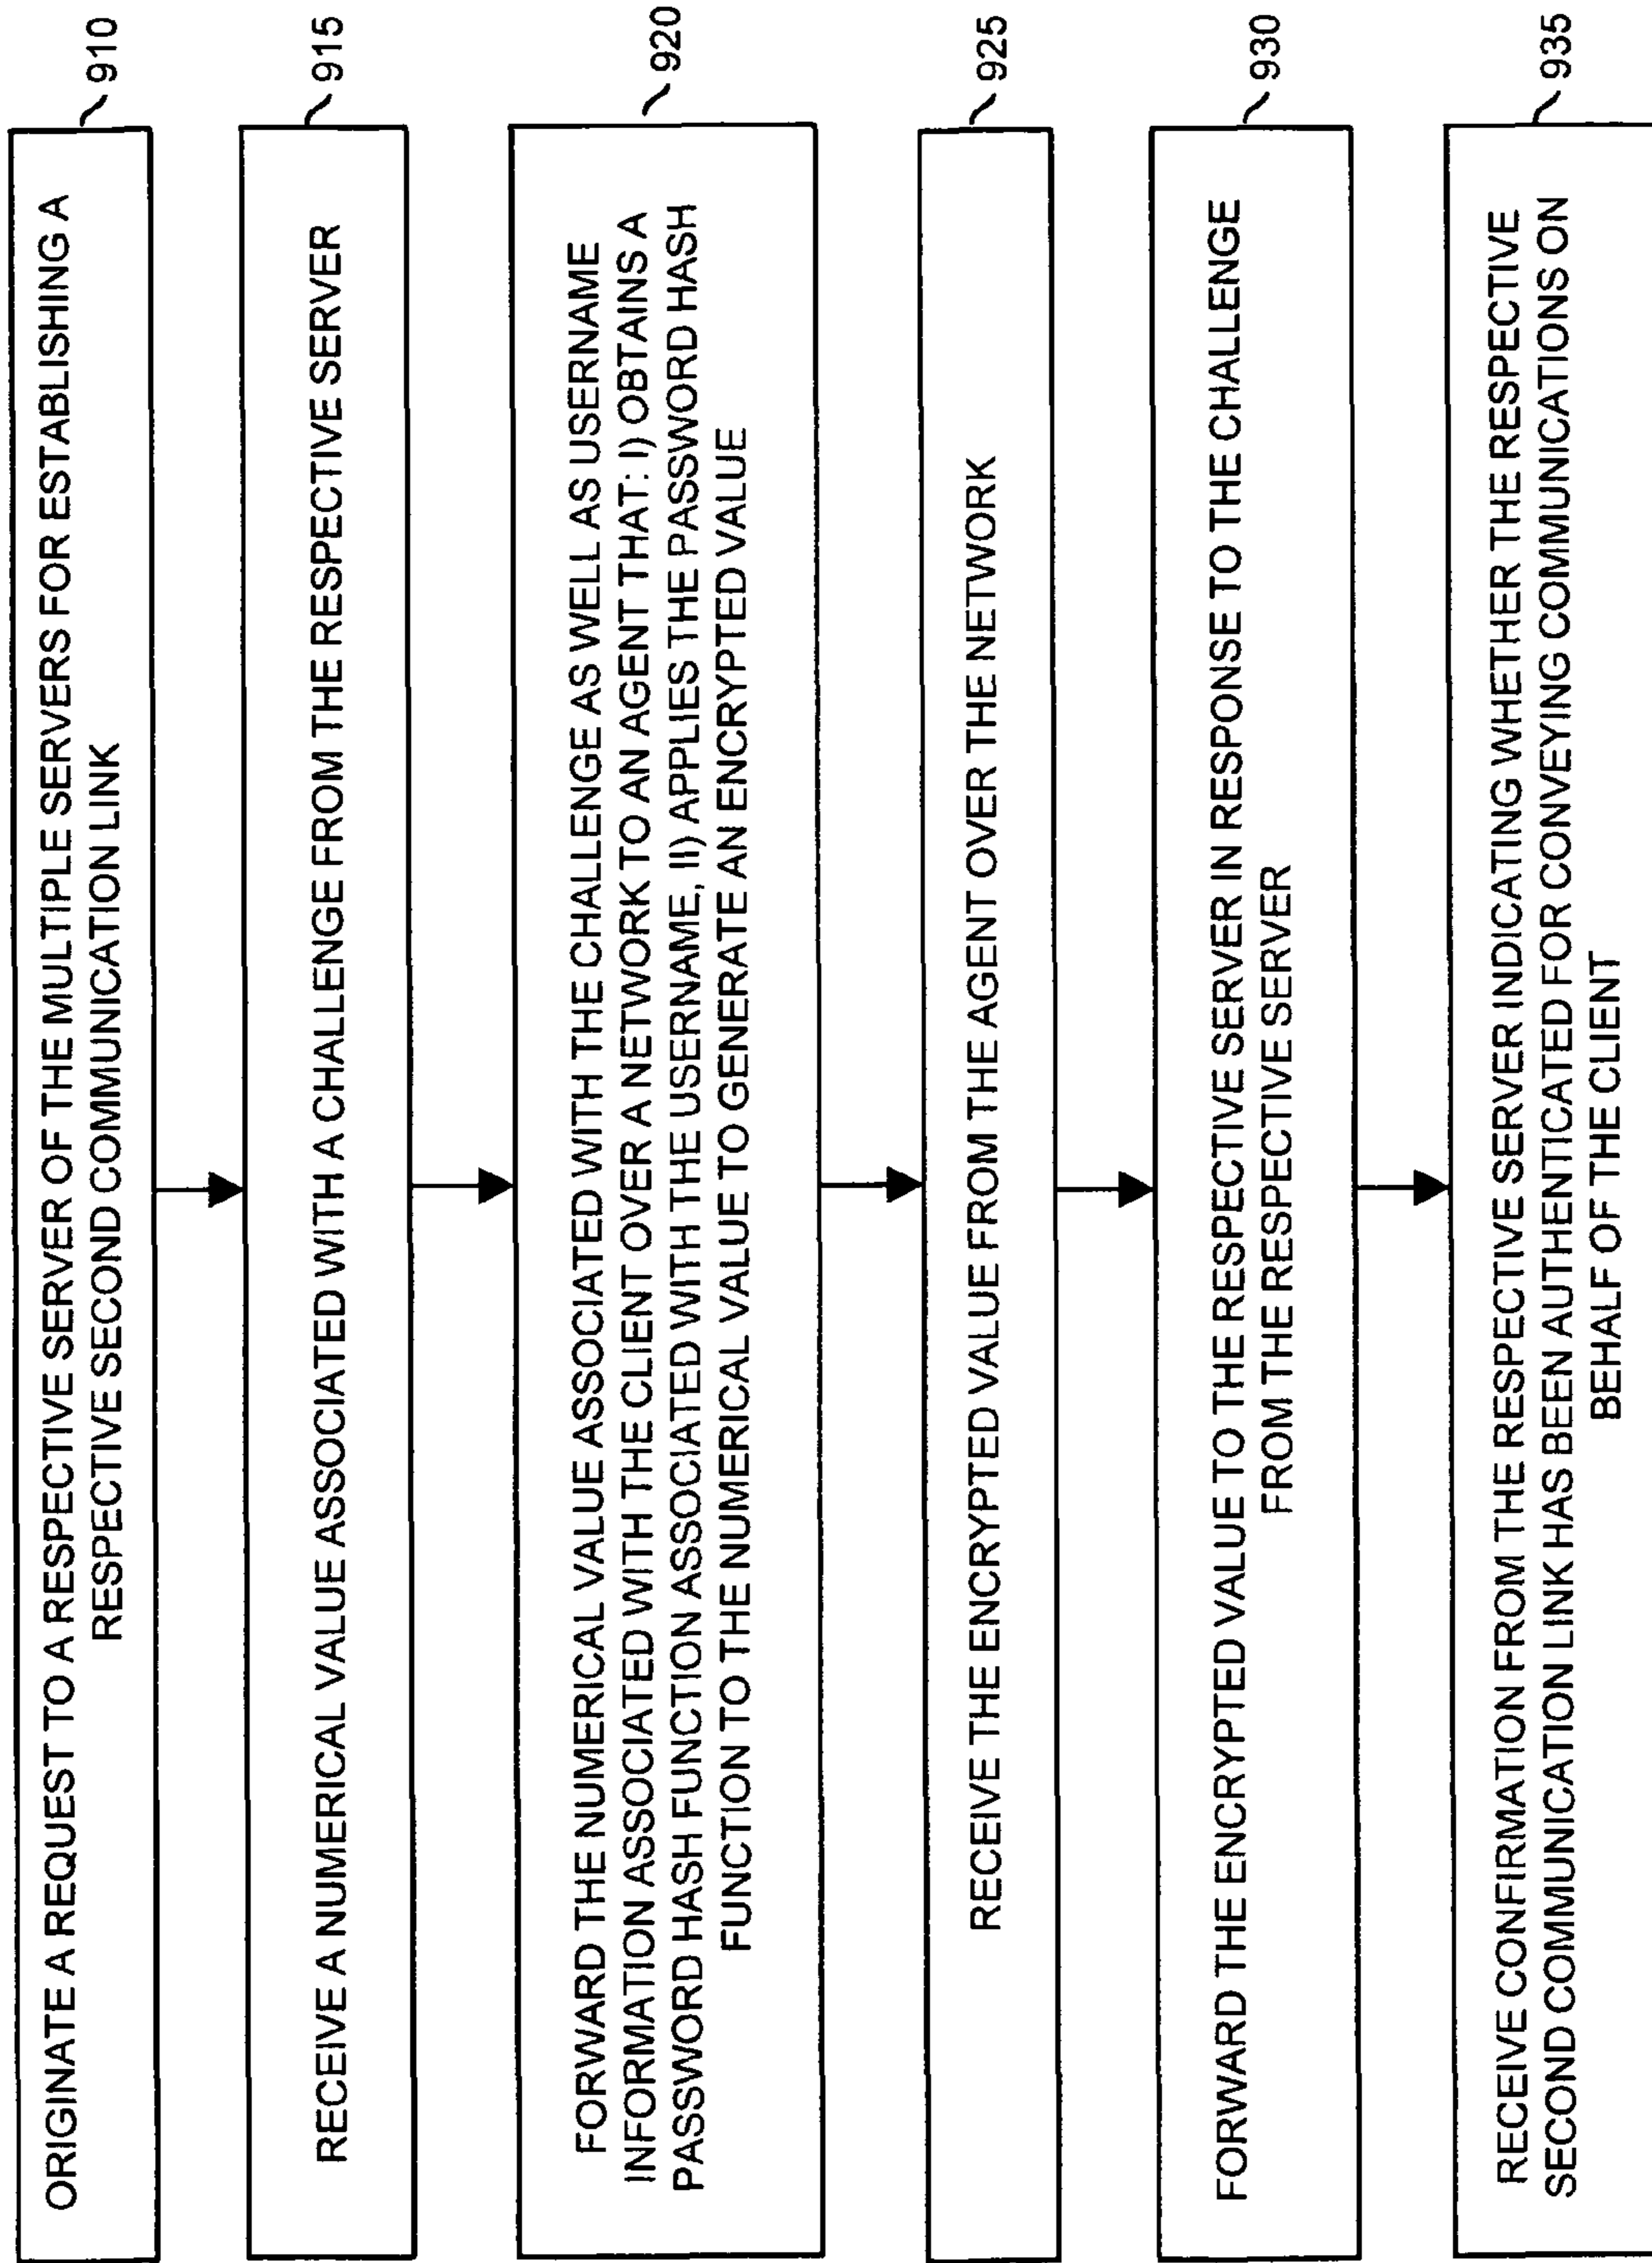 ORIGINATE A REQUEST TO A RESPECTIVE SERVER OF THE MULTIPLE SERVERS FOR ESTABLISHING A
RESPECTIVE SECOND COMMUNICATION LINK
910
RECEIVE A NUMERICAL VALUE ASSOCIATED WITH A CHALLENGE FROM THE RESPECTIVE SERVER
915
FORWARD THE NUMERICAL VALUE ASSOCIATED WITH THE CHALLENGE AS WELL AS USERNAME
INFORMATION ASSOCIATED WITH THE CLIENT OVER A NETWORK TO AN AGENT THAT: I) OBTAINS A
PASSWORD HASH FUNCTION ASSOCIATED WITH THE USERNAME, II) APPLIES THE PASSWORD HASH
FUNCTION TO THE NUMERICAL VALUE TO GENERATE AN ENCRYPTED VALUE
920
RECEIVE THE ENCRYPTED VALUE FROM THE AGENT OVER THE NETWORK
925
FORWARD THE ENCRYPTED VALUE TO THE RESPECTIVE SERVER IN RESPONSE TO THE CHALLENGE
FROM THE RESPECTIVE SERVER
930
RECEIVE CONFIRMATION FROM THE RESPECTIVE SERVER INDICATING WHETHER THE RESPECTIVE
SECOND COMMUNICATION LINK HAS BEEN AUTHENTICATED FOR CONVEYING COMMUNICATIONS ON
BEHALF OF THE CLIENT
935